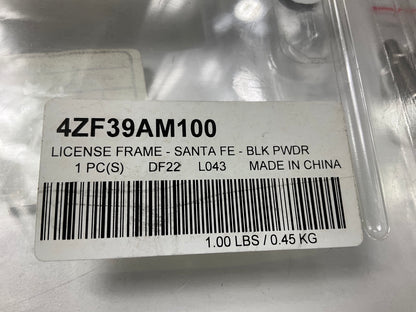 4ZF39AM100
LICENSE FRAME - SANTA FE - BLK PWDR
1 PC(S) DF22 L043 MADE IN CHINA
1.00 LBS / 0.45 KG